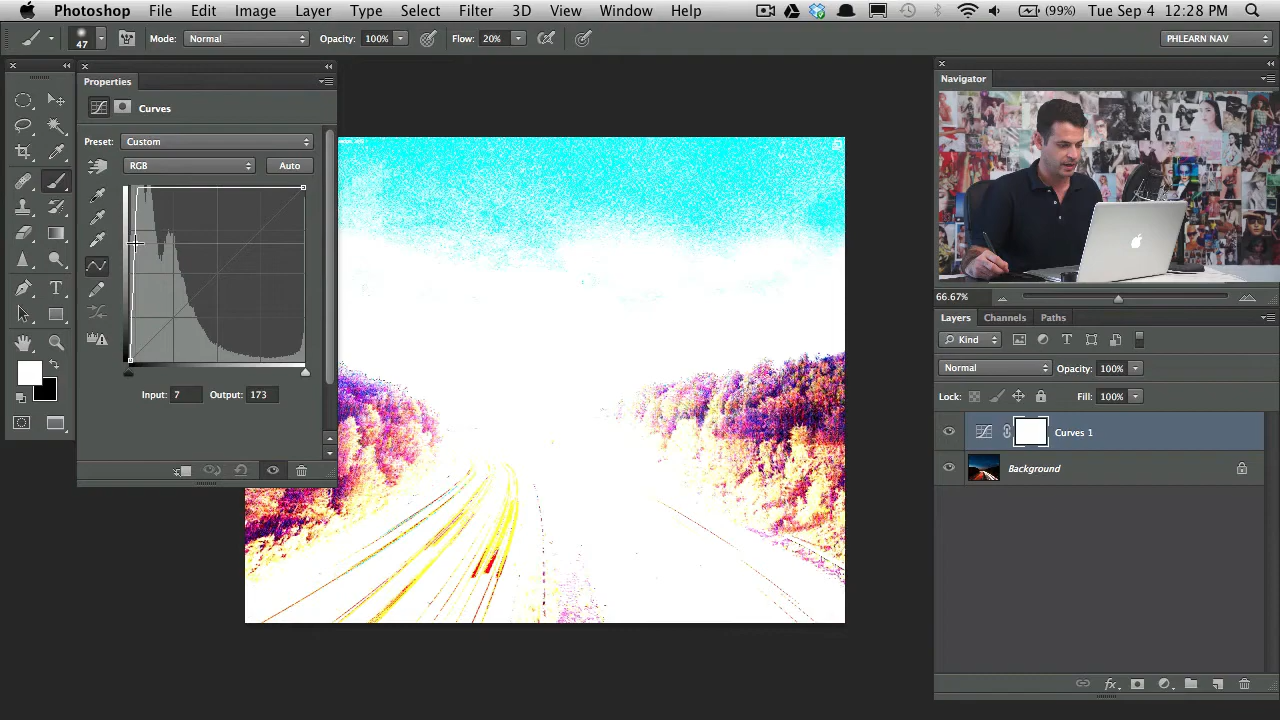 Photoshop File Edit Image Layer Type Select Filter 3D View Window Help (99%) Tue Sep 4 12:28 PM
47 Mode: Normal Opacity: 100% Flow: 20% PHLEARN NAV
Properties
Curves
Preset: Custom
RGB Auto
Input: 7 Output: 173
Navigator
66.67%
Layers Channels Paths
Kind
Normal Opacity: 100%
Lock: Fill: 100%
Curves 1
Background